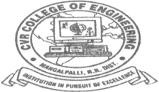 CVR COLLEGE OF ENGINEERING
MANGALPALLI, R.R. DIST.
INSTITUTION IN PURSUIT OF EXCELLENCE